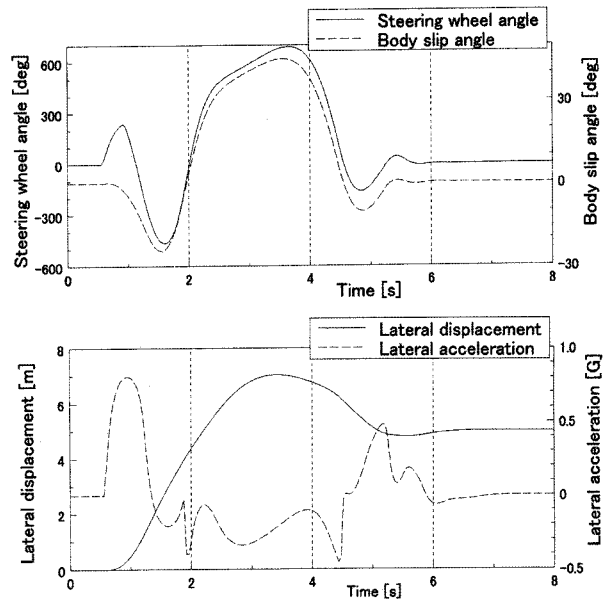 Steering wheel angle
Body slip angle
600
300
0
-300
-600
Steering wheel angle [deg]
30
0
-30
Body slip angle [deg]
0
2
4
6
8
Time [s]
Lateral displacement
Lateral acceleration
8
6
4
2
0
Lateral displacement [m]
1.0
0.5
0
-0.5
Lateral acceleration [G]
0
2
4
6
8
Time [s]